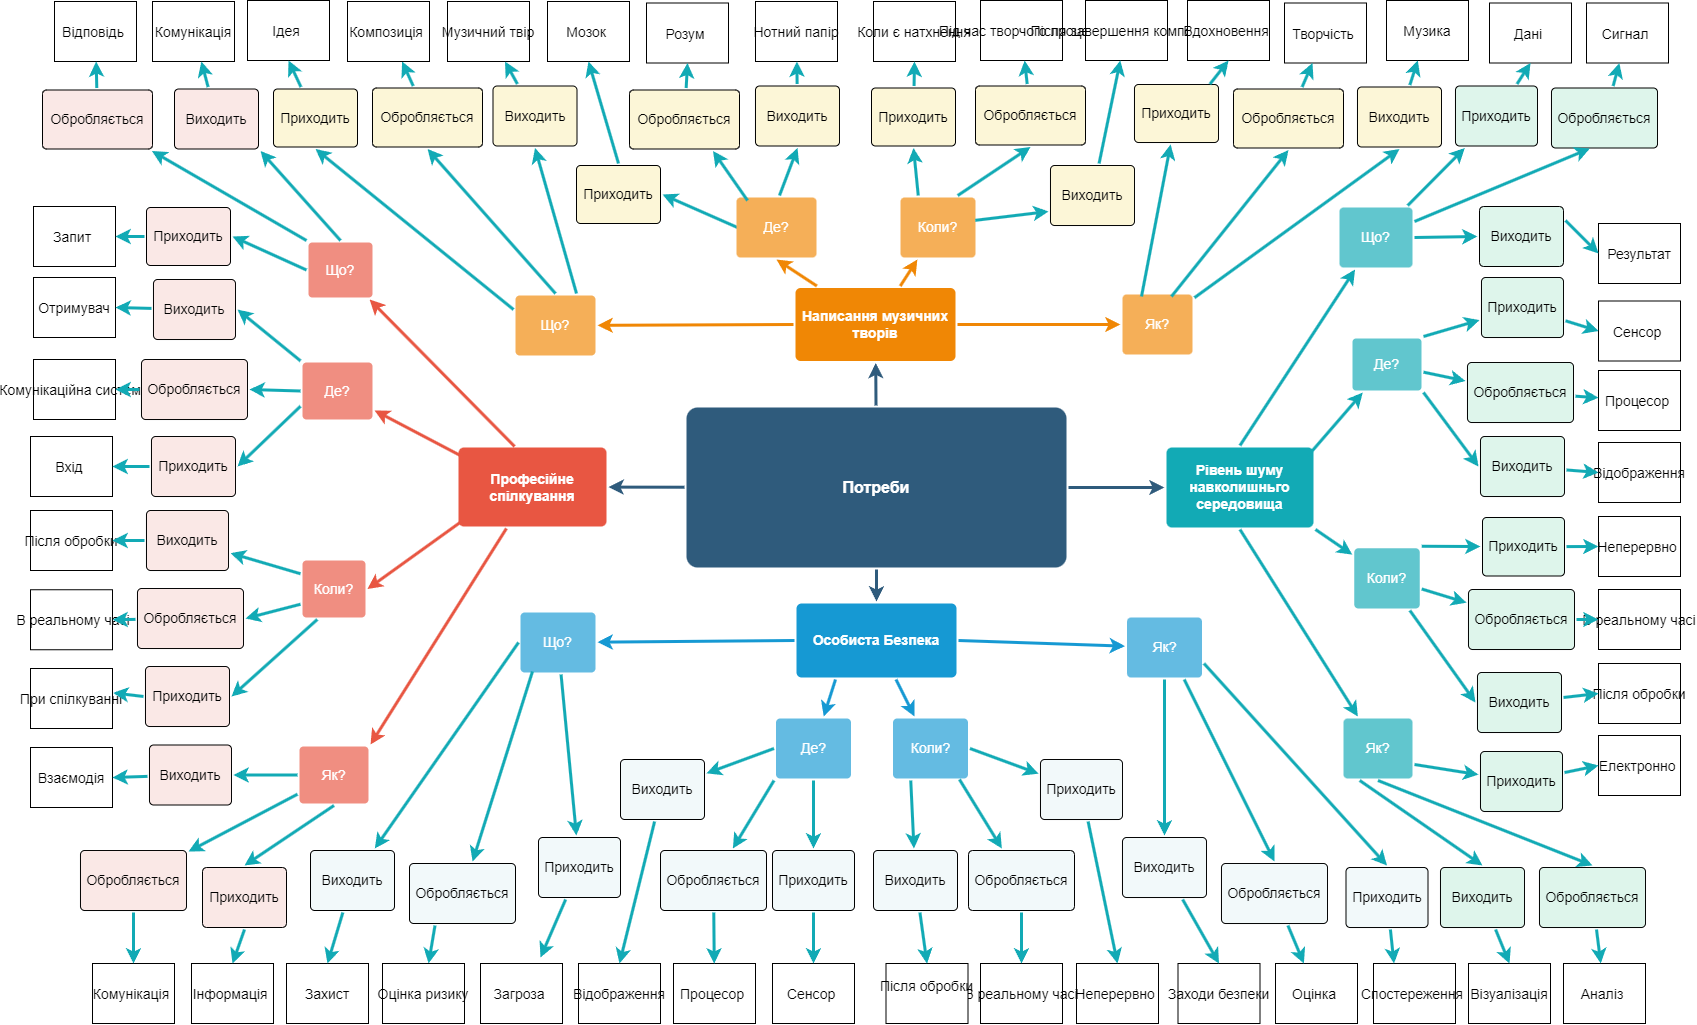 Відповідь
Комунікація
Ідея
Композиція
Музичний твір
Мозок
Розум
Нотний папір
Коли є натхнення
Після завершення
Вдохновення
Творчість
Музика
Дані
Сигнал
Обробляється
Виходить
Приходить
Обробляється
Виходить
Обробляється
Виходить
Приходить
Обробляється
Приходить
Обробляється
Виходить
Приходить
Обробляється
Приходить
Виходить
Запит
Приходить
Що?
Де?
Коли?
Що?
Виходить
Результат
Отримувач
Виходить
Що?
Написання музичних
творів
Як?
Приходить
Сенсор
Комунікаційна
Обробляється
Де?
Де?
Обробляється
Процесор
Вхід
Приходить
Професійне
спілкування
Потреби
Рівень шуму
навколишньго
середовища
Виходить
Відображення
Після обробки
Виходить
Коли?
Коли?
Приходить
Неперервно
В реальному часі
Обробляється
Обробляється
реальному часі
При спілкуванні
Приходить
Що?
Особиста Безпека
Як?
Виходить
Після обробки
Взаємодія
Виходить
Як?
Де?
Коли?
Як?
Приходить
Електронно
Виходить
Приходить
Обробляється
Приходить
Виходить
Обробляється
Приходить
Обробляється
Приходить
Виходить
Обробляється
Виходить
Обробляється
Приходить
Виходить
Обробляється
Комунікація
Інформація
Захист
Оцінка ризику
Загроза
Відображення
Процесор
Сенсор
Після обробки
реальному часі
Неперервно
Заходи безпеки
Оцінка
Спостереження
Візуалізація
Аналіз